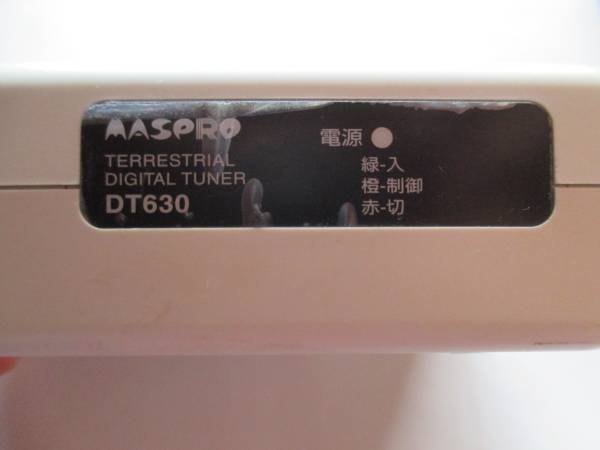 MASPRO
TERRESTRIAL
DIGITAL TUNER
DT630
電源
緑-入
橙-制御
赤-切